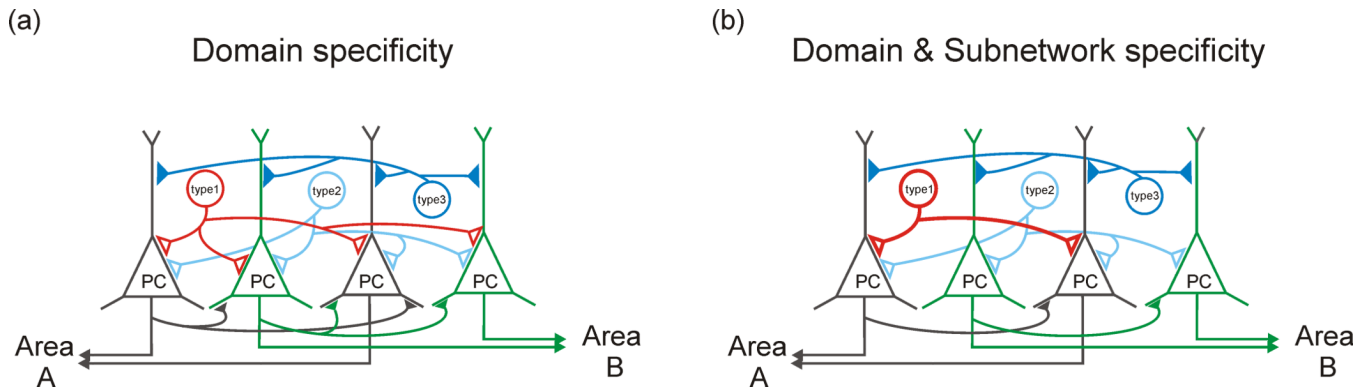 (a)
Domain specificity
type1
type2
type3
PC
PC
PC
PC
Area
A
Area
B
(b)
Domain & Subnetwork specificity
type1
type2
type3
PC
PC
PC
PC
Area
A
Area
B